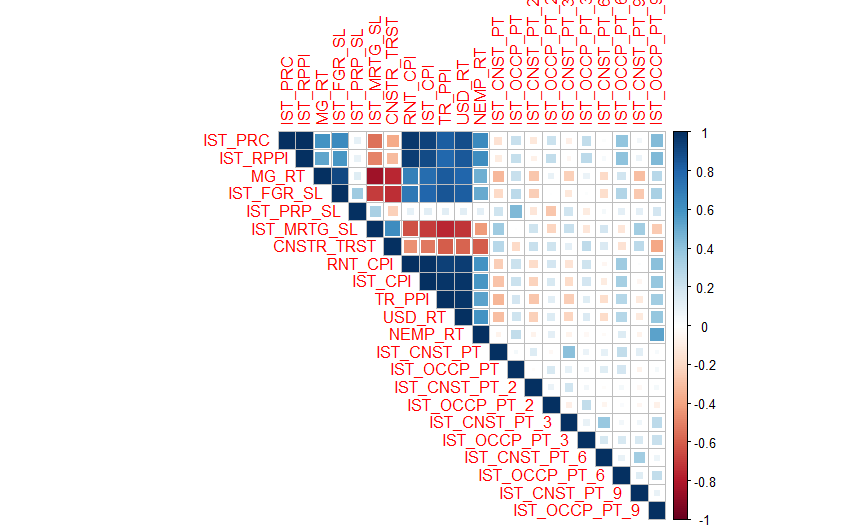 IST_PRC
IST_RPPI
MG_RT
IST_FGR_SL
IST_PRP_SL
IST_MRTG_SL
CNSTR_TRST
RNT_CPI
IST_CPI
TR_PPI
USD_RT
NEMP_RT
IST_CNST_PT
IST_OCCP_PT
IST_CNST_PT_2
IST_OCCP_PT_2
IST_CNST_PT_3
IST_OCCP_PT_3
IST_CNST_PT_6
IST_OCCP_PT_6
IST_CNST_PT_9
IST_OCCP_PT_9
IST_PRC
IST_RPPI
MG_RT
IST_FGR_SL
IST_PRP_SL
IST_MRTG_SL
CNSTR_TRST
RNT_CPI
IST_CPI
TR_PPI
USD_RT
NEMP_RT
IST_CNST_PT
IST_OCCP_PT
IST_CNST_PT_2
IST_OCCP_PT_2
IST_CNST_PT_3
IST_OCCP_PT_3
IST_CNST_PT_6
IST_OCCP_PT_6
IST_CNST_PT_9
IST_OCCP_PT_9
1
0.8
0.6
0.4
0.2
0
-0.2
-0.4
-0.6
-0.8
-1